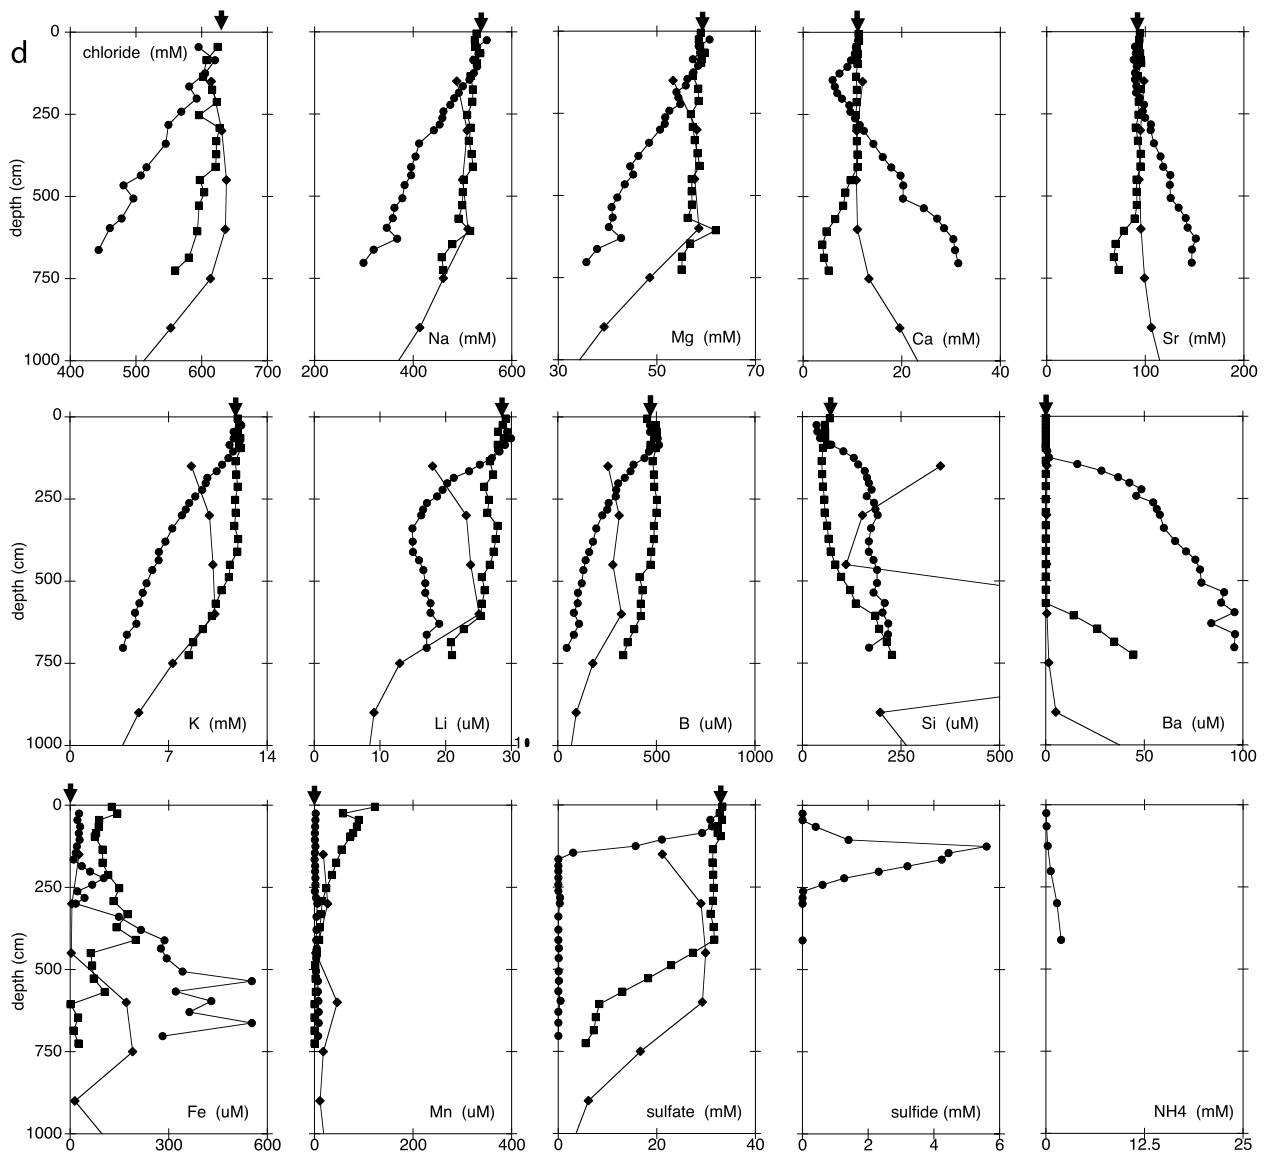 d
0
250
500
750
1000
depth (cm)
chloride (mM)
400 500 600 700
Na (mM)
200 400 600
Mg (mM)
30 50 70
Ca (mM)
0 20 40
Sr (mM)
0 100 200
0
250
500
750
1000
depth (cm)
K (mM)
0 7 14
Li (uM)
0 10 20 30
B (uM)
0 500 1000
Si (uM)
0 250 500
Ba (uM)
0 50 100
0
250
500
750
1000
depth (cm)
Fe (uM)
0 300 600
Mn (uM)
0 200 400
sulfate (mM)
0 20 40
sulfide (mM)
0 2 4 6
NH4 (mM)
0 12.5 25